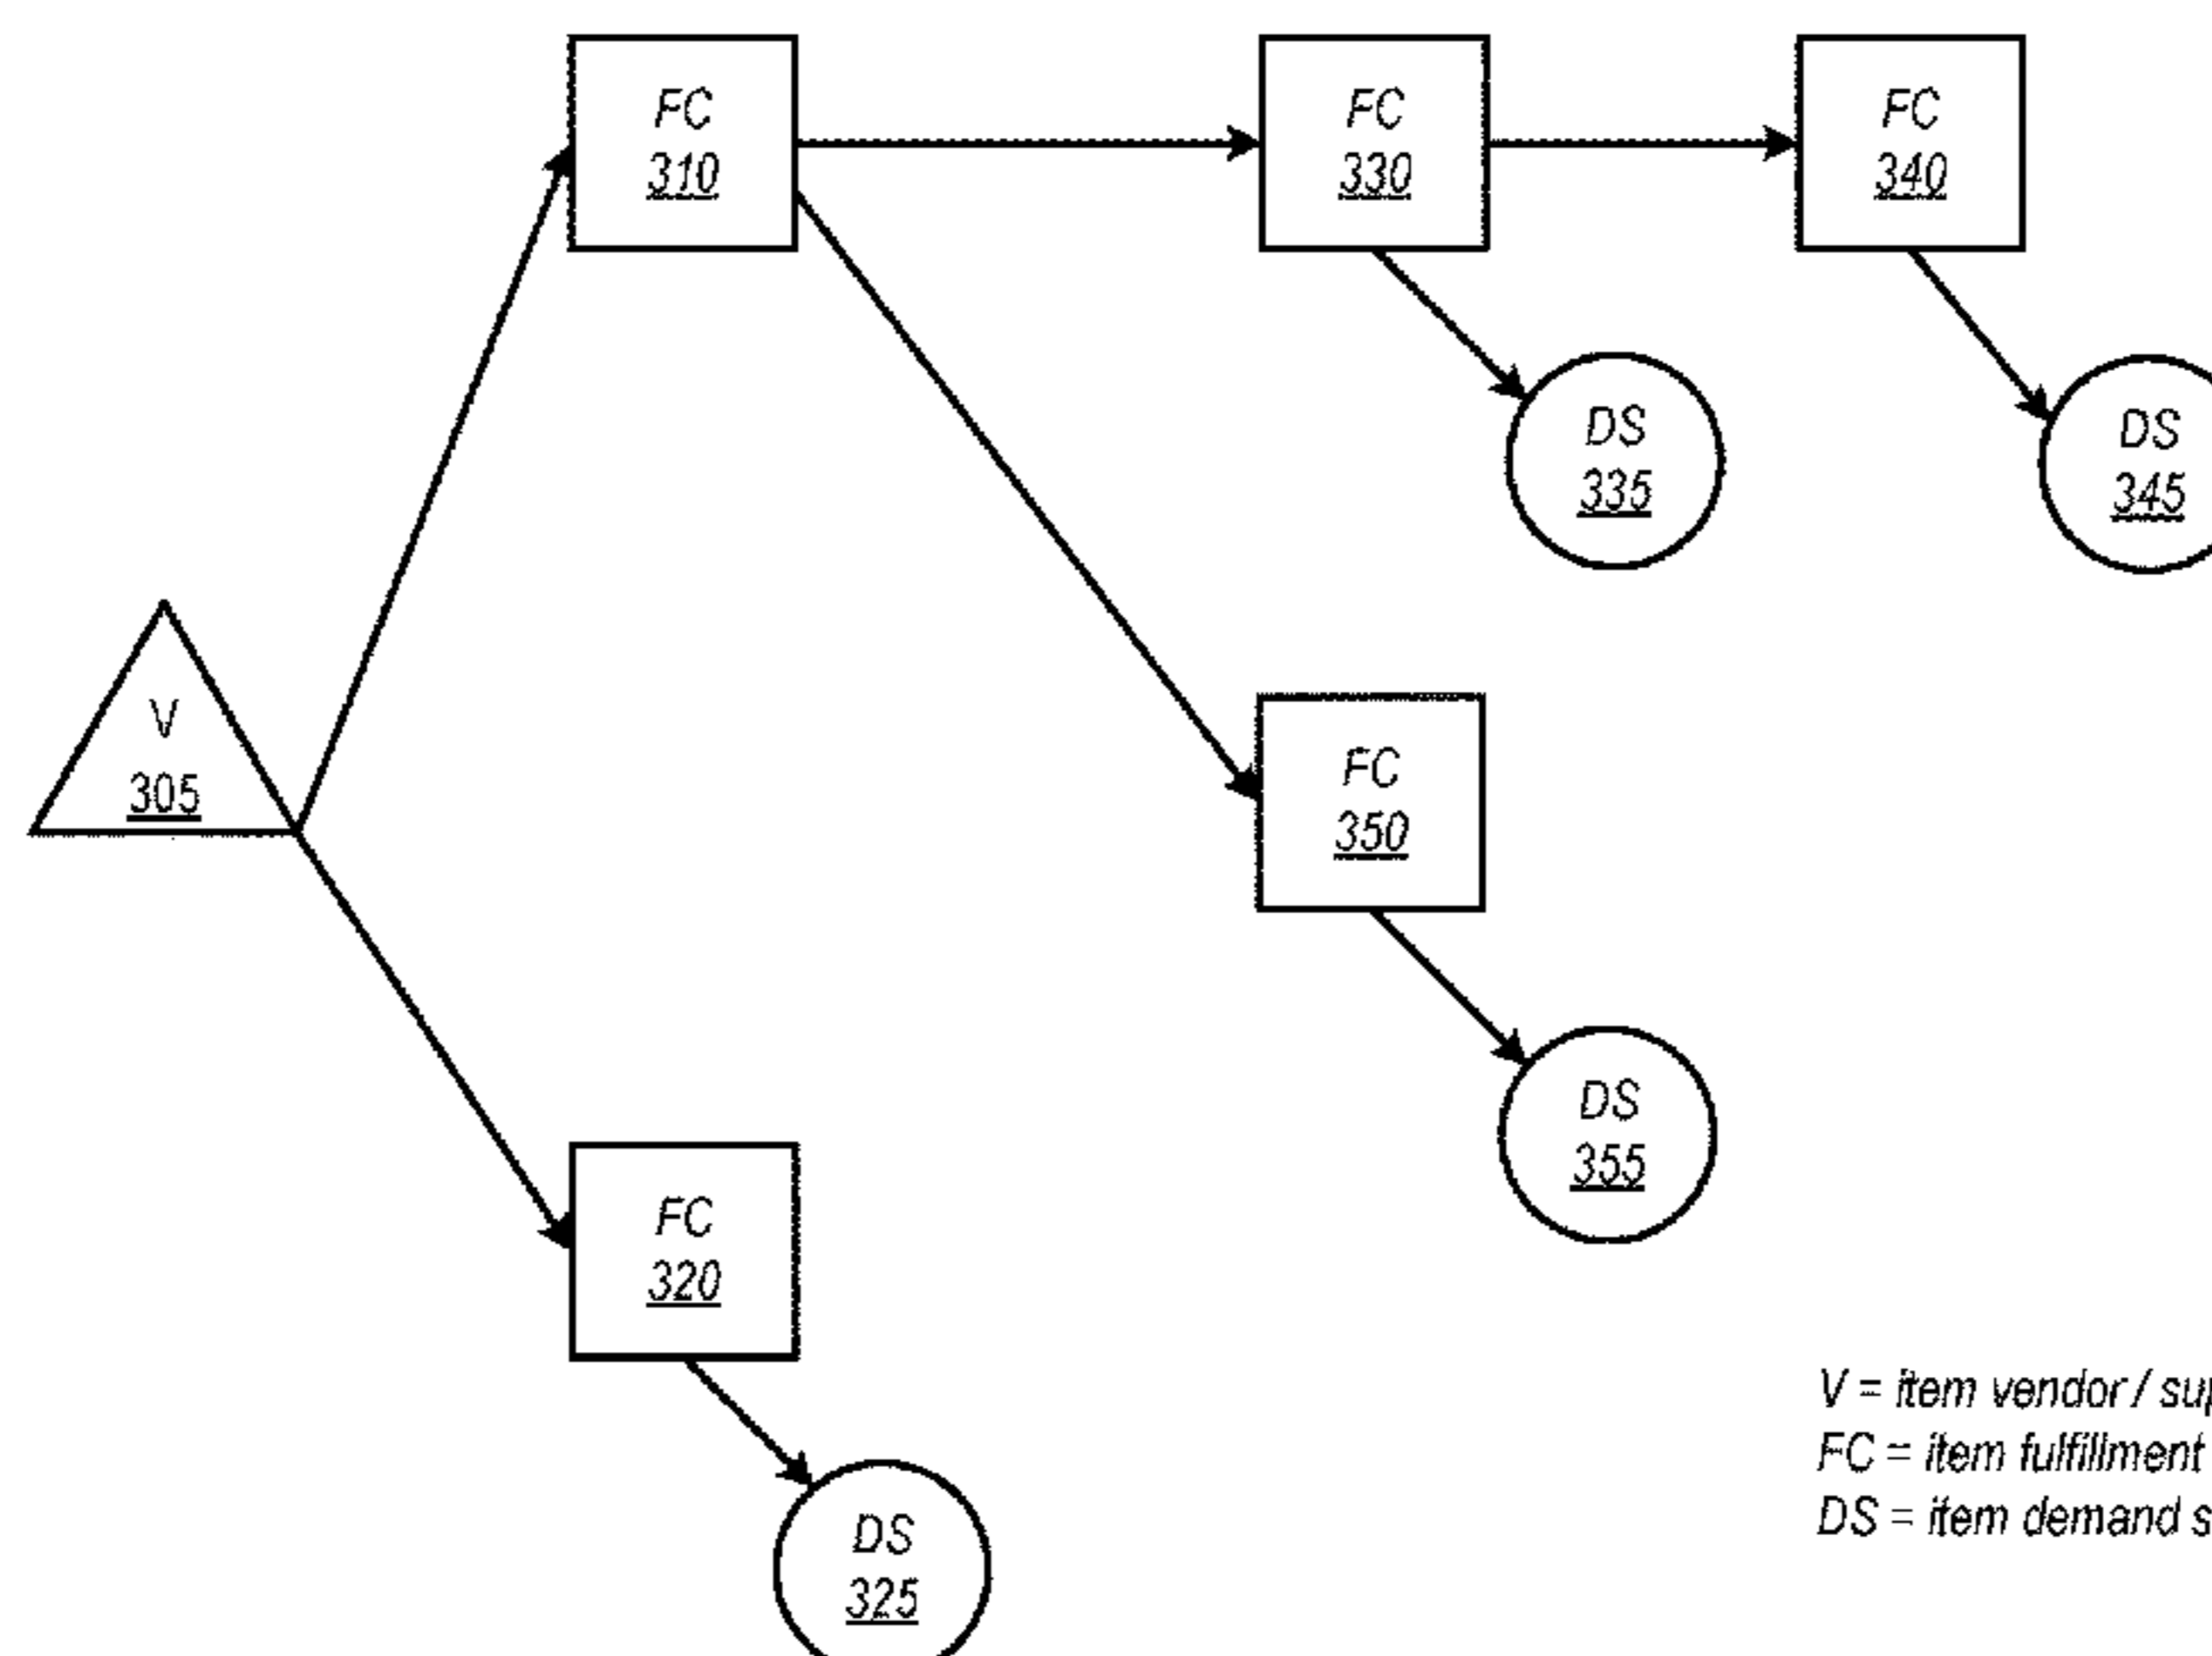 FC
310
FC
330
FC
340
DS
335
DS
345
V
305
FC
350
DS
355
FC
320
DS
325
V = item vendor /
FC = item fulfillment
DS = item demand